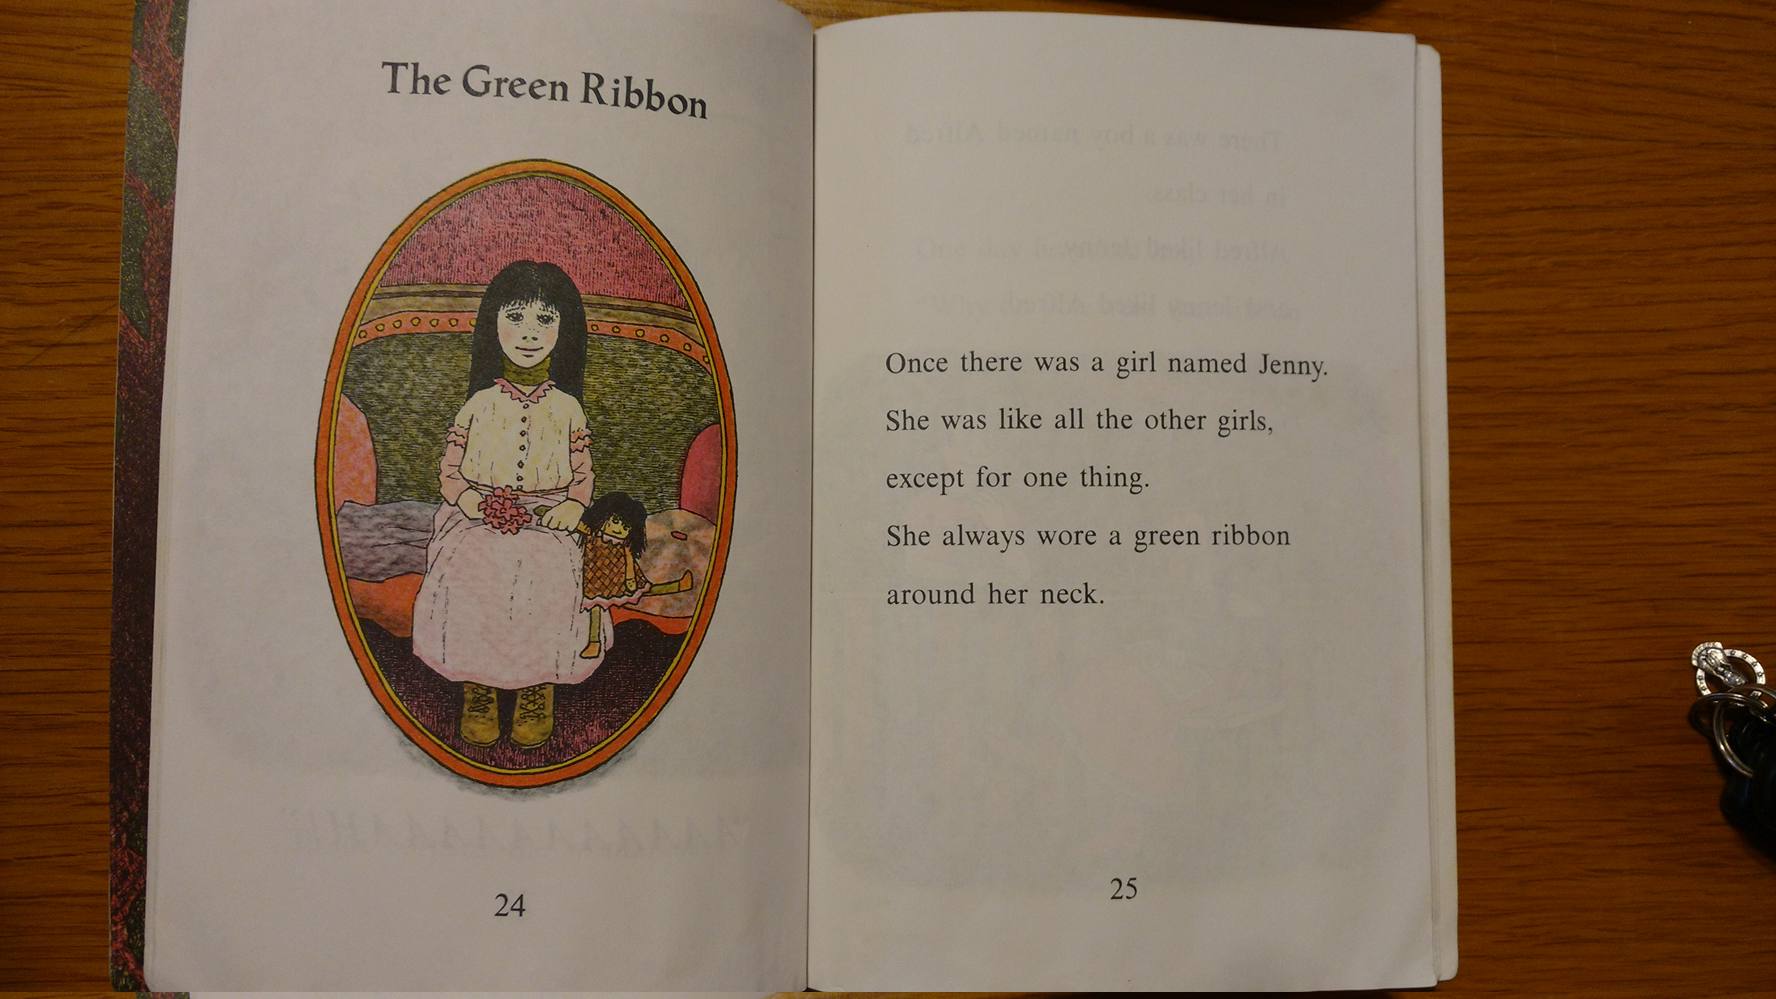 The Green Ribbon
24
Once there was a girl named Jenny.
She was like all the other girls,
except for one thing.
She always wore a green ribbon
around her neck.
25